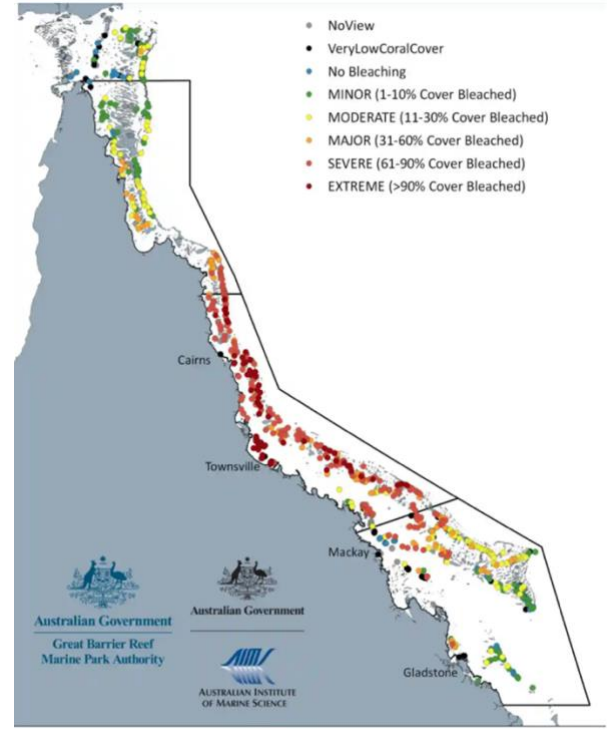 NoView
VeryLowCoralCover
No Bleaching
MINOR (1-10% Cover Bleached)
MODERATE (11-30% Cover Bleached)
MAJOR (31-60% Cover Bleached)
SEVERE (61-90% Cover Bleached)
EXTREME (>90% Cover Bleached)
Cairns
Townsville
Mackay
Gladstone
Australian Government
Great Barrier Reef
Marine Park Authority
Australian Government
AIMS
AUSTRALIAN INSTITUTE
OF MARINE SCIENCE